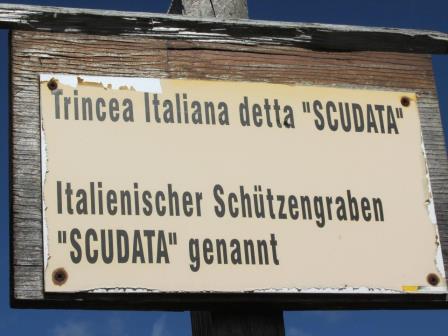 Trincea Italiana detta "SCUDATA"
Italienischer Schützengraben
"SCUDATA" genannt